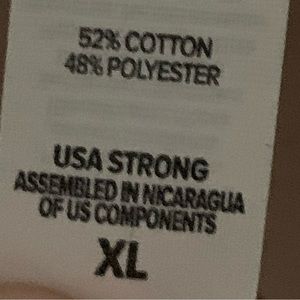 52% COTTON
48% POLYESTER
USA STRONG
ASSEMBLED IN NICARAGUA
OF US COMPONENTS
XL